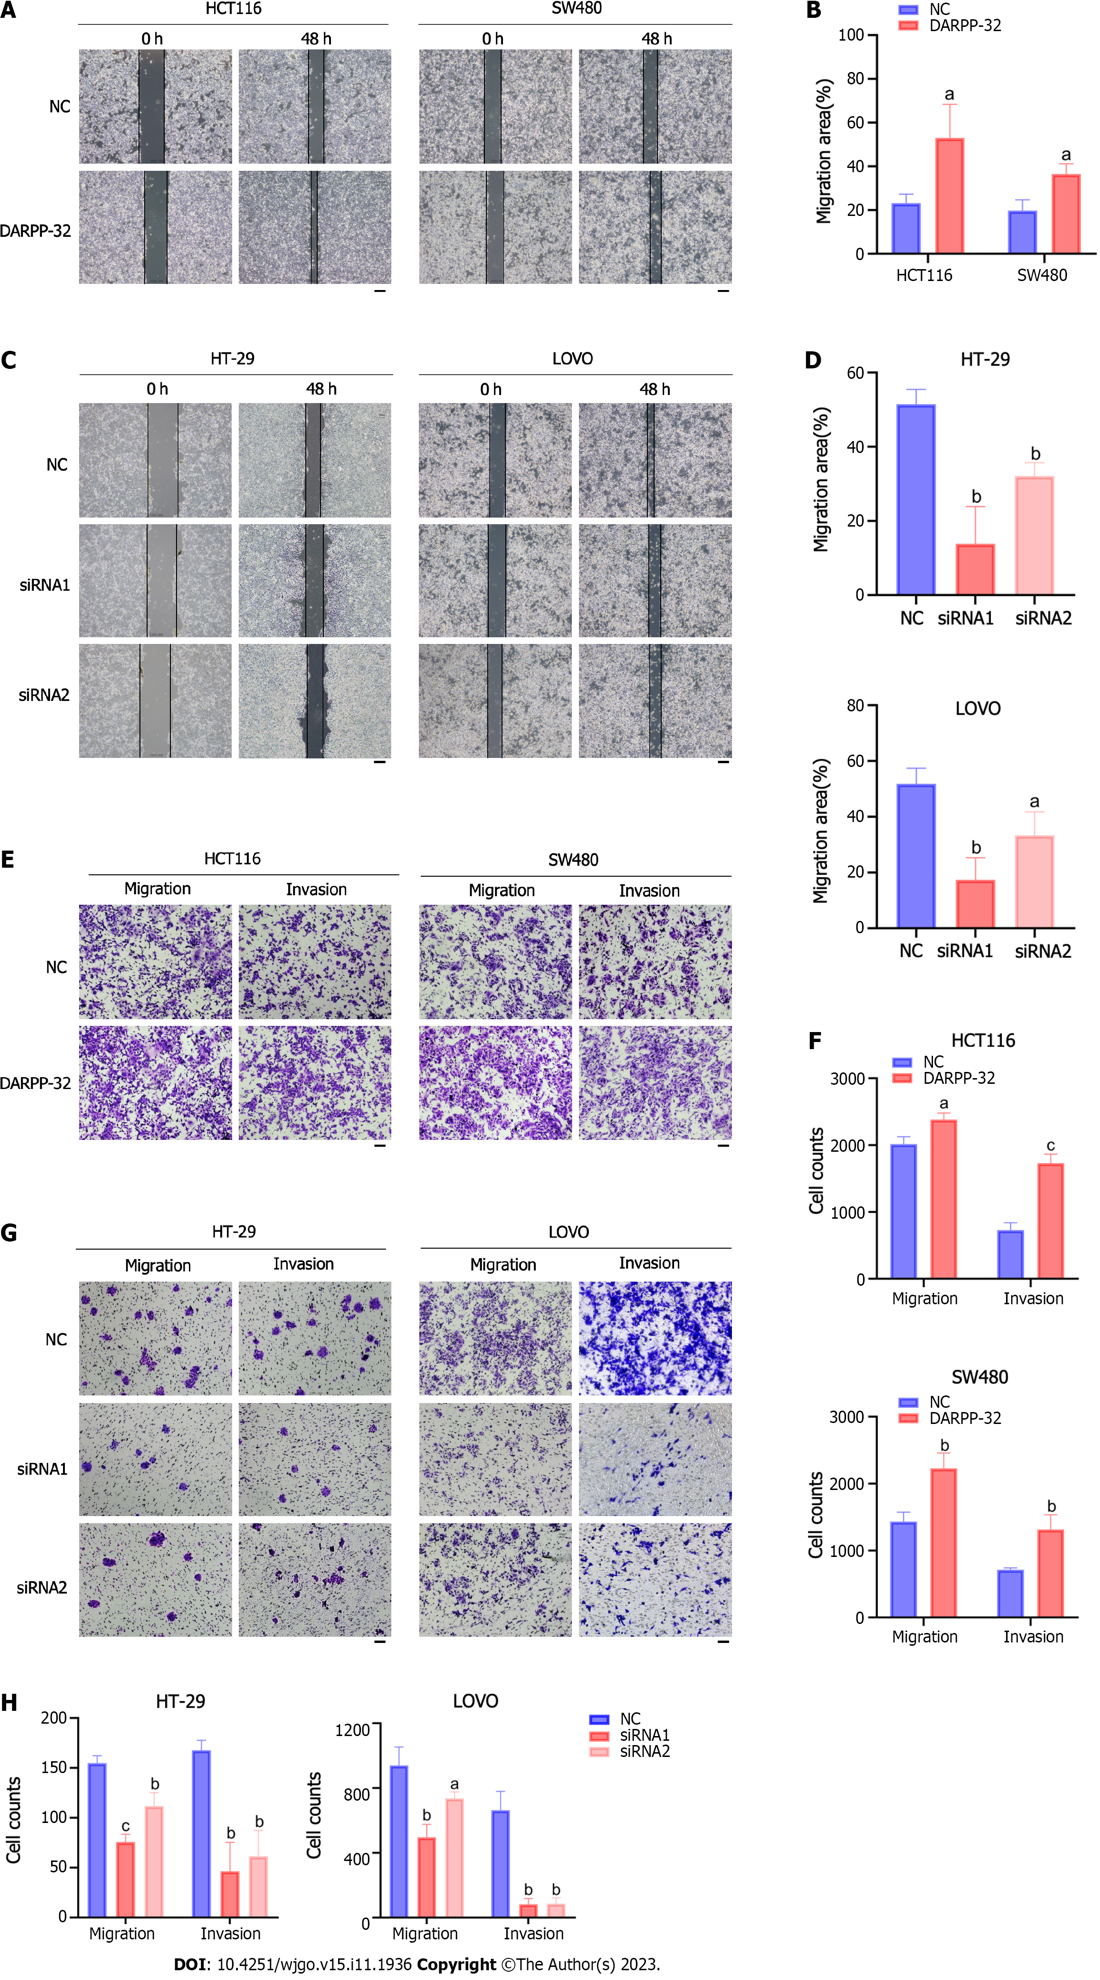 A
HCT116
SW480
0 h
48 h
0 h
48 h
NC
DARPP-32
B
NC
DARPP-32
Migration area(%)
100
80
60
40
20
0
a
a
HCT116
SW480
C
HT-29
LOVO
0 h
48 h
0 h
48 h
NC
siRNA1
siRNA2
D
HT-29
Migration area(%)
60
40
20
0
b
b
NC
siRNA1
siRNA2
LOVO
Migration area(%)
80
60
40
20
0
b
a
NC
siRNA1
siRNA2
E
HCT116
SW480
Migration
Invasion
Migration
Invasion
NC
DARPP-32
F
HCT116
NC
DARPP-32
Cell counts
3000
2000
1000
0
a
c
Migration
Invasion
SW480
NC
DARPP-32
Cell counts
3000
2000
1000
0
b
b
Migration
Invasion
G
HT-29
LOVO
Migration
Invasion
Migration
Invasion
NC
siRNA1
siRNA2
H
HT-29
Cell counts
200
150
100
50
0
c
b
b
b
Migration
Invasion
LOVO
Cell counts
1200
800
400
0
b
a
b
b
Migration
Invasion
NC
siRNA1
siRNA2
DOI: 10.4251/wjgo.v15.i11.1936 Copyright ©The Author(s) 2023.